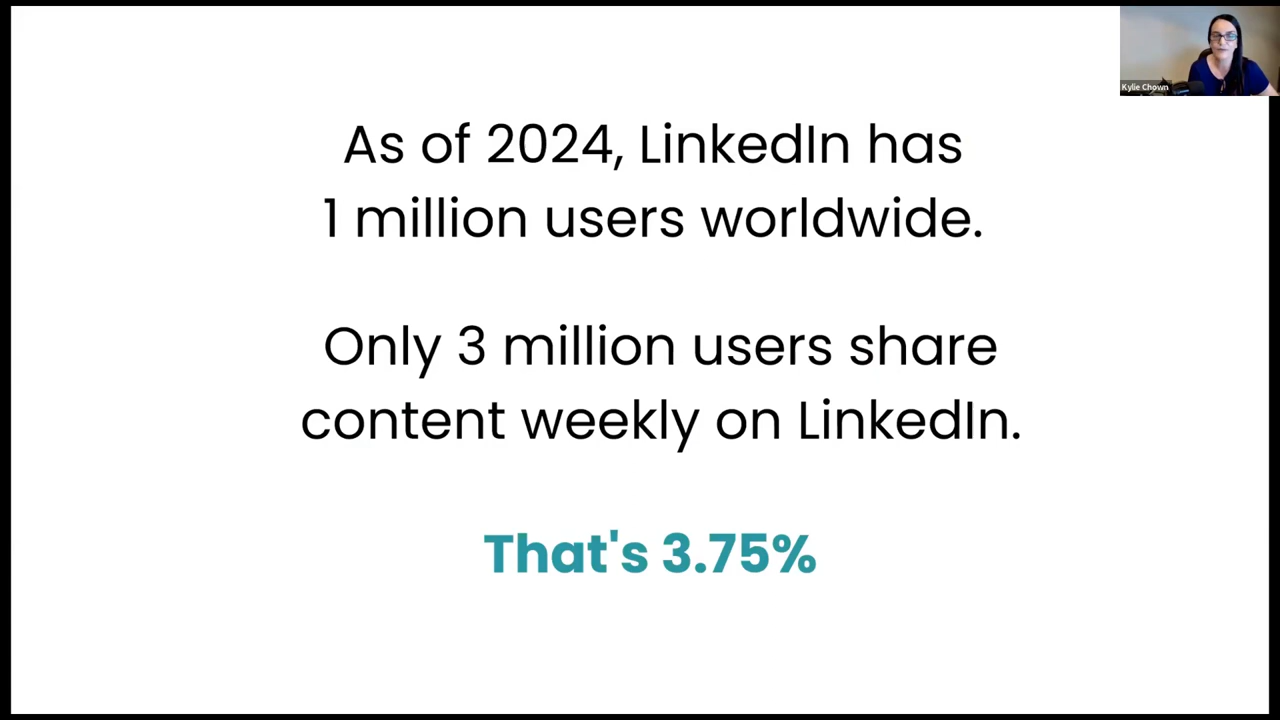 As of 2024, LinkedIn has
1 million users worldwide.
Only 3 million users share
content weekly on LinkedIn.
That's 3.75%
Kylie Chown